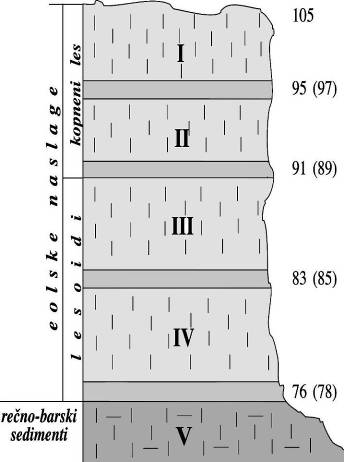 105
I
95 (97)
kopneni les
II
91 (89)
eolske naslage
III
lesoidi
83 (85)
IV
76 (78)
rečno-barski
sedimenti
V